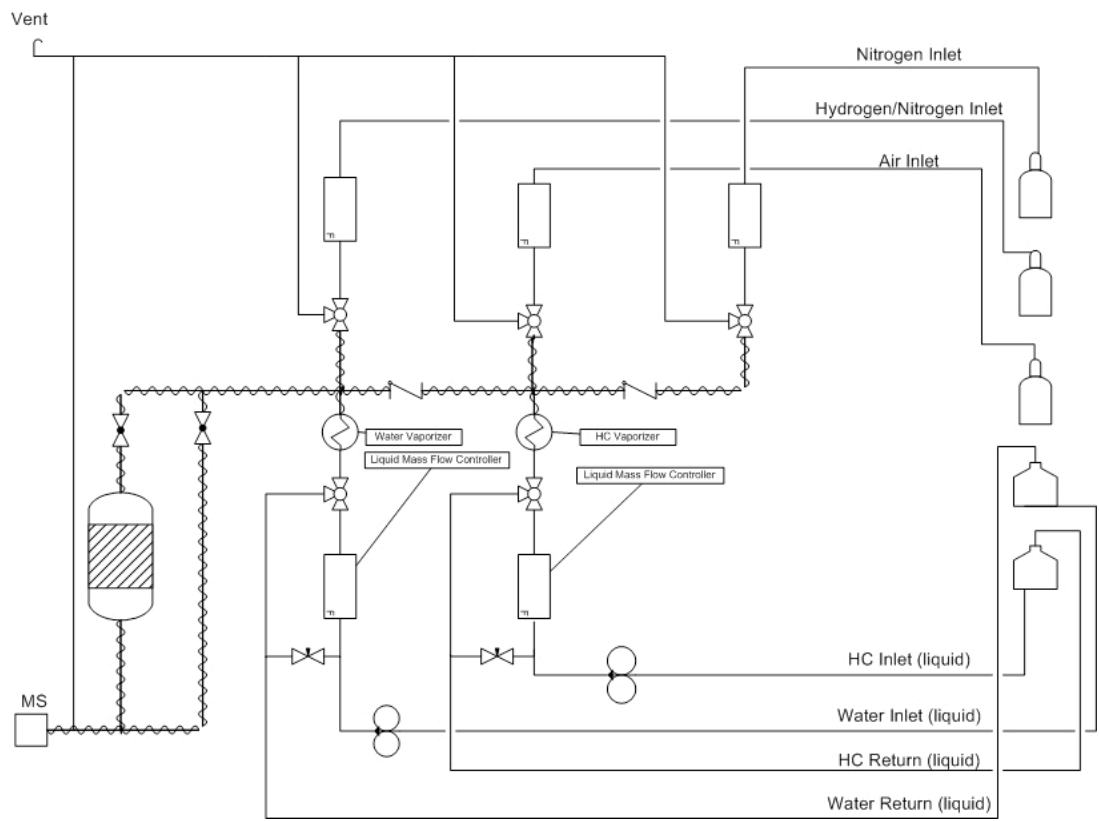 Vent
Nitrogen Inlet
Hydrogen/Nitrogen Inlet
Air Inlet
F
F
F
Water Vaporizer
HC Vaporizer
Liquid Mass Flow Controller
Liquid Mass Flow Controller
F
F
HC Inlet (liquid)
MS
Water Inlet (liquid)
HC Return (liquid)
Water Return (liquid)